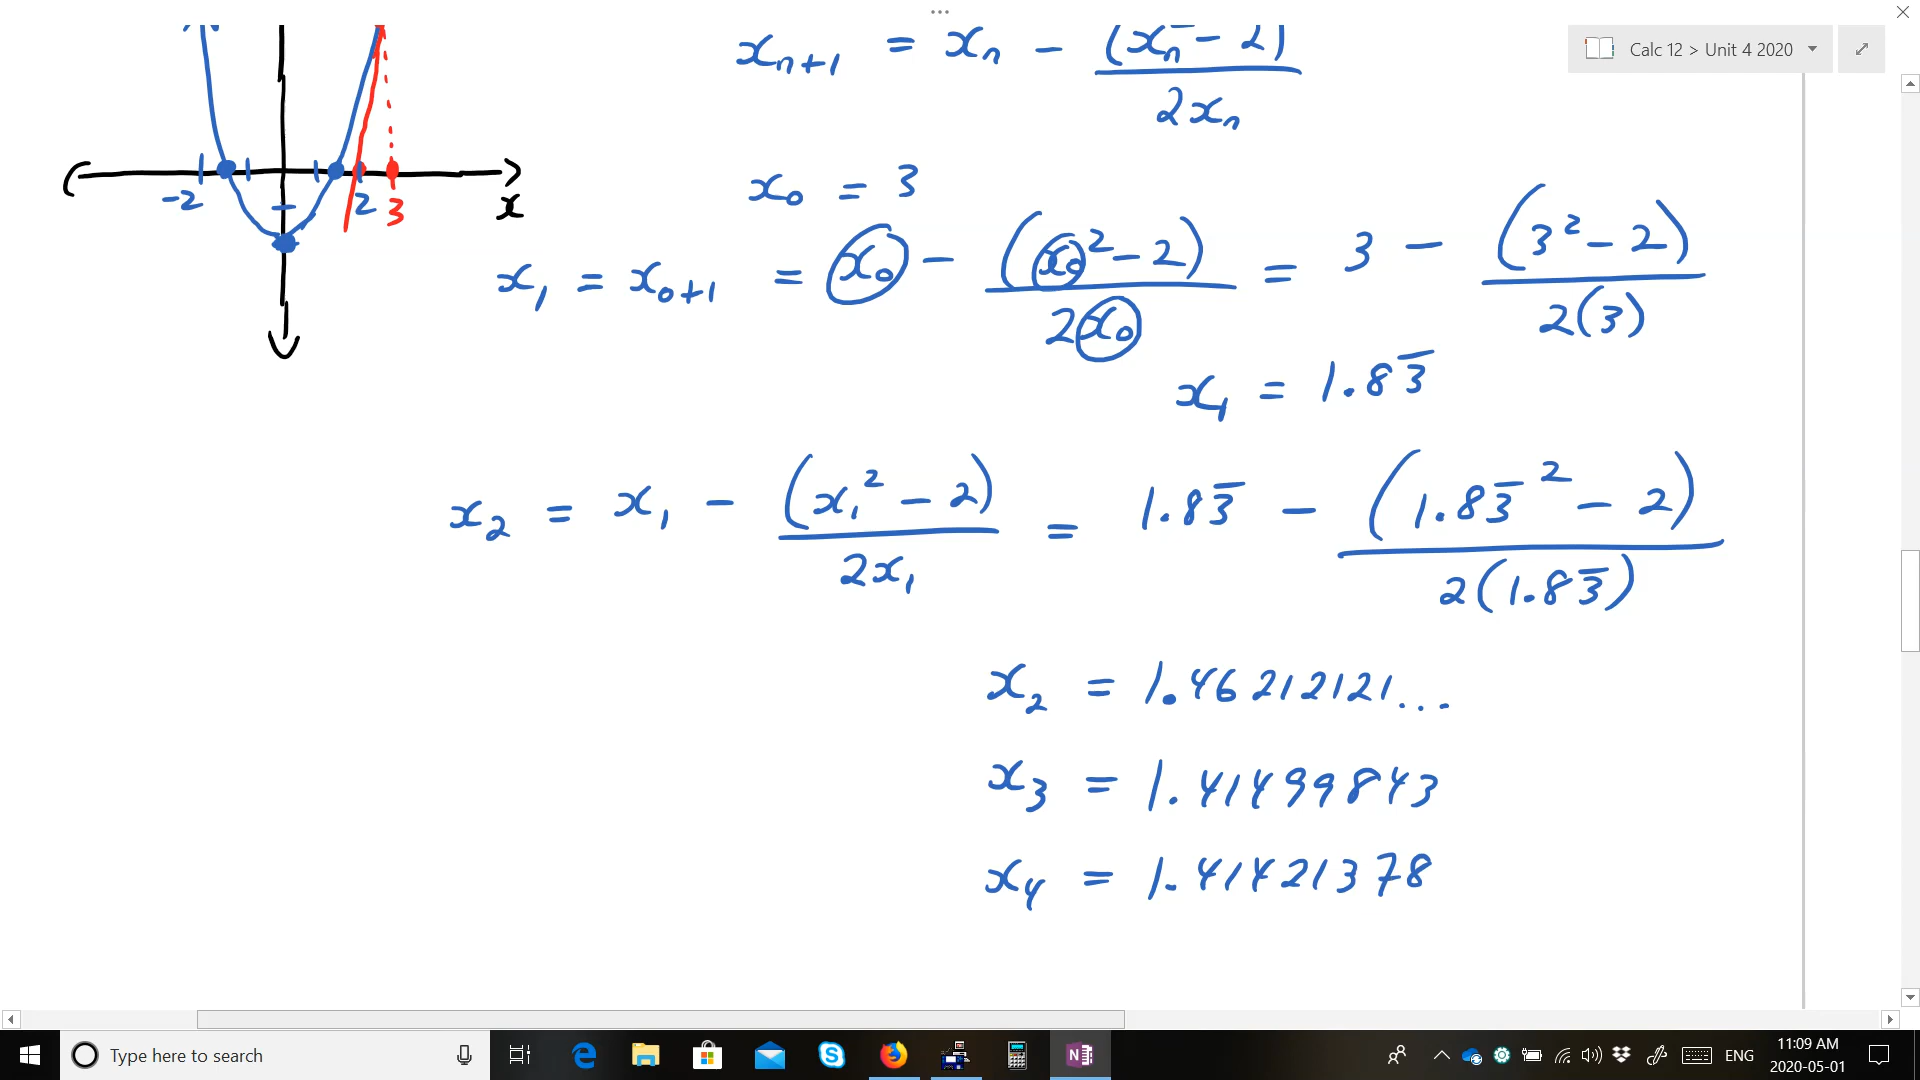 Calc 12 > Unit 4 2020
xₙ₊₁ = xₙ - (xₙ² - 2) / 2xₙ
-2 2 3 x
x₀ = 3
x₁ = x₀₊₁ = x₀ - (x₀² - 2) / 2x₀ = 3 - (3² - 2) / 2(3)
x₁ = 1.83̅
x₂ = x₁ - (x₁² - 2) / 2x₁ = 1.83̅ - (1.83̅² - 2) / 2(1.83̅)
x₂ = 1.46212121...
x₃ = 1.41499843
x₄ = 1.41421378
Type here to search
ENG
11:09 AM
2020-05-01